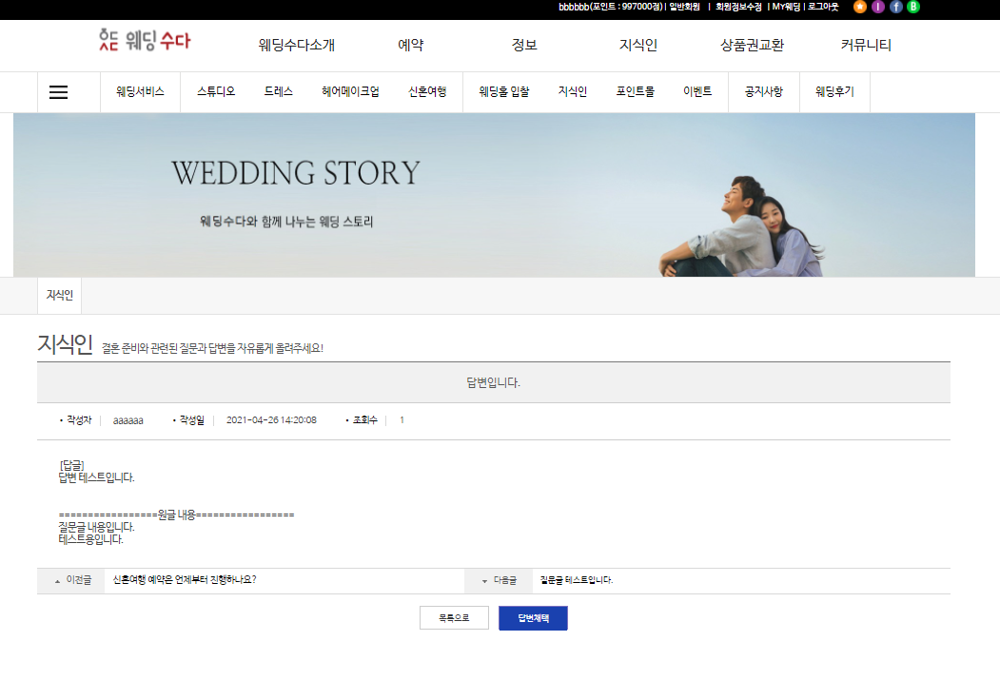 bbbbbb(포인트 : 997000점) | 일반회원 | 회원정보수정 | MY웨딩 | 로그아웃
웨딩 수다
웨딩수다소개 예약 정보 지식인 상품권교환 커뮤니티
웨딩서비스 스튜디오 드레스 헤어메이크업 신혼여행 웨딩홀 입찰 지식인 포인트몰 이벤트 공지사항 웨딩후기
WEDDING STORY
웨딩수다와 함께 나누는 웨딩 스토리
지식인
지식인 결혼 준비와 관련된 질문과 답변을 자유롭게 올려주세요!
답변입니다.
• 작성자 | aaaaaa • 작성일 | 2021-04-26 14:20:08 • 조회수 | 1
[답글]
답변 테스트입니다.
=================원글 내용=================
질문글 내용입니다.
테스트용입니다.
이전글 신혼여행 예약은 언제부터 진행하나요? 다음글 질문글 테스트입니다.
목록으로 답변채택